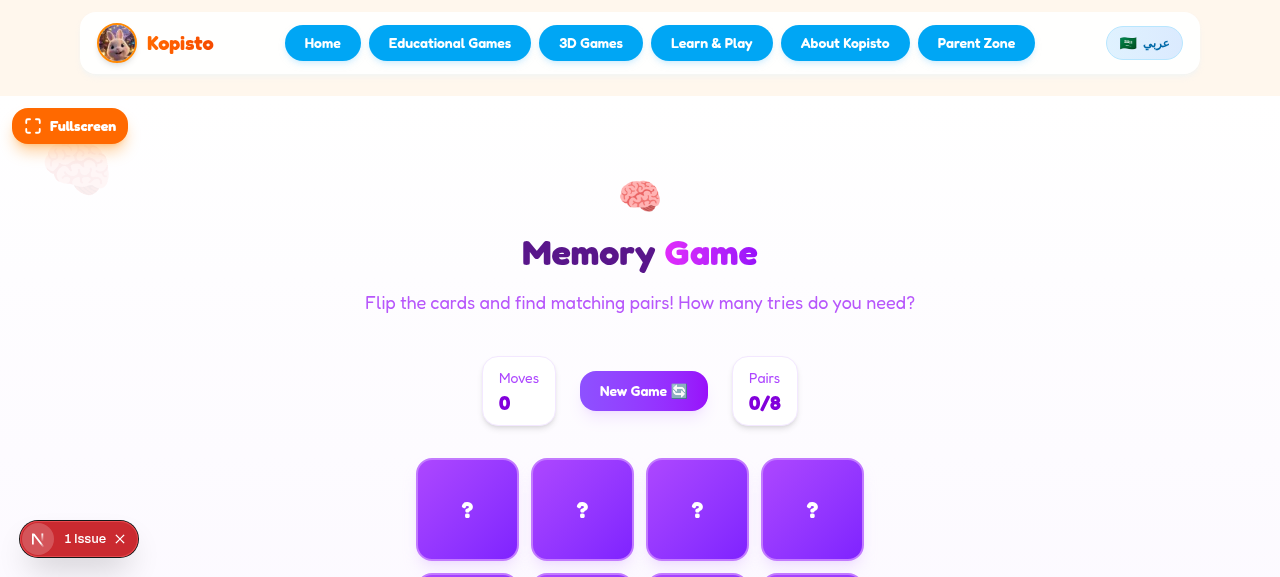 Kopisto
Home
Educational Games
3D Games
Learn & Play
About Kopisto
Parent Zone
عربي
Fullscreen
Memory Game
Flip the cards and find matching pairs! How many tries do you need?
Moves
0
New Game
Pairs
0/8
? ? ? ?
N 1 Issue